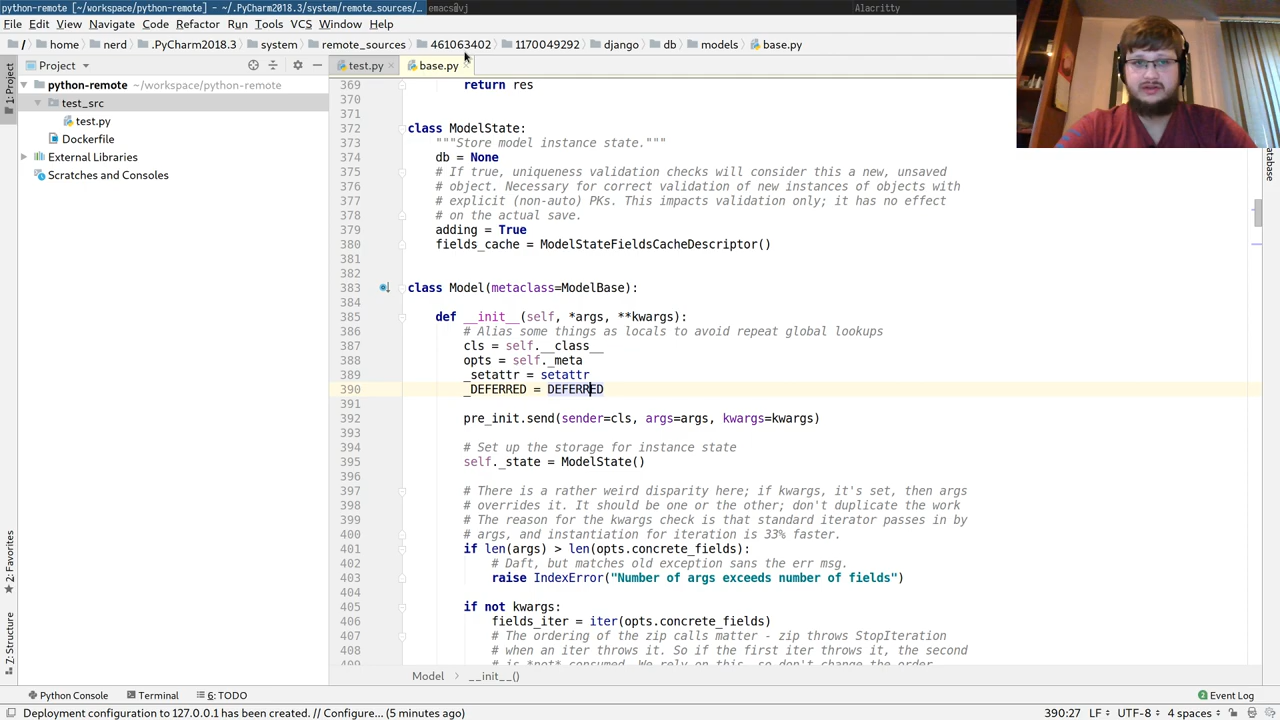 python-remote [~/workspace/python-remote] - ~/.PyCharm2018.3/system/remote_sources/…
Alacritty
File Edit View Navigate Code Refactor Run Tools VCS Window Help
/ home nerd .PyCharm2018.3 system remote_sources 461063402 1170049292 django db models base.py
Project
test.py base.py
1: Project
python-remote ~/workspace/python-remote
test_src
test.py
Dockerfile
External Libraries
Scratches and Consoles
2: Favorites
Z: Structure
369 return res
370
371
372 class ModelState:
373 """Store model instance state."""
374 db = None
375 # If true, uniqueness validation checks will consider this a new, unsaved
376 # object. Necessary for correct validation of new instances of objects with
377 # explicit (non-auto) PKs. This impacts validation only; it has no effect
378 # on the actual save.
379 adding = True
380 fields_cache = ModelStateFieldsCacheDescriptor()
381
382
383 class Model(metaclass=ModelBase):
384
385 def __init__(self, *args, **kwargs):
386 # Alias some things as locals to avoid repeat global lookups
387 cls = self.__class__
388 opts = self._meta
389 _setattr = setattr
390 _DEFERRED = DEFERRED
391
392 pre_init.send(sender=cls, args=args, kwargs=kwargs)
393
394 # Set up the storage for instance state
395 self._state = ModelState()
396
397 # There is a rather weird disparity here; if kwargs, it's set, then args
398 # overrides it. It should be one or the other; don't duplicate the work
399 # The reason for the kwargs check is that standard iterator passes in by
400 # args, and instantiation for iteration is 33% faster.
401 if len(args) > len(opts.concrete_fields):
402 # Daft, but matches old exception sans the err msg.
403 raise IndexError("Number of args exceeds number of fields")
404
405 if not kwargs:
406 fields_iter = iter(opts.concrete_fields)
407 # The ordering of the zip calls matter - zip throws StopIteration
408 # when an iter throws it. So if the first iter throws it, the second
409 # is *not* consumed. We rely on this, so don't change the order
Model __init__()
Python Console Terminal 6: TODO
Event Log
Deployment configuration to 127.0.0.1 has been created. // Configure... (5 minutes ago)
390:27 LF UTF-8 4 spaces